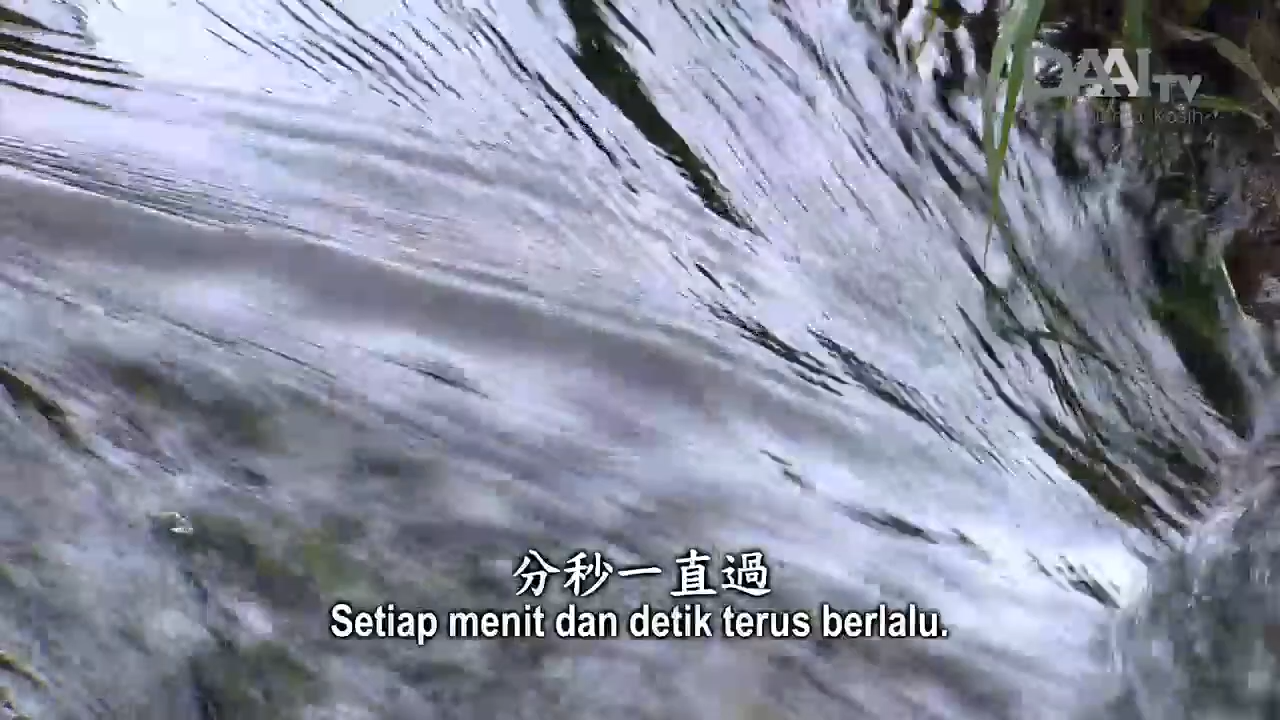 DAAI TV
分秒一直過
Setiap menit dan detik terus berlalu.